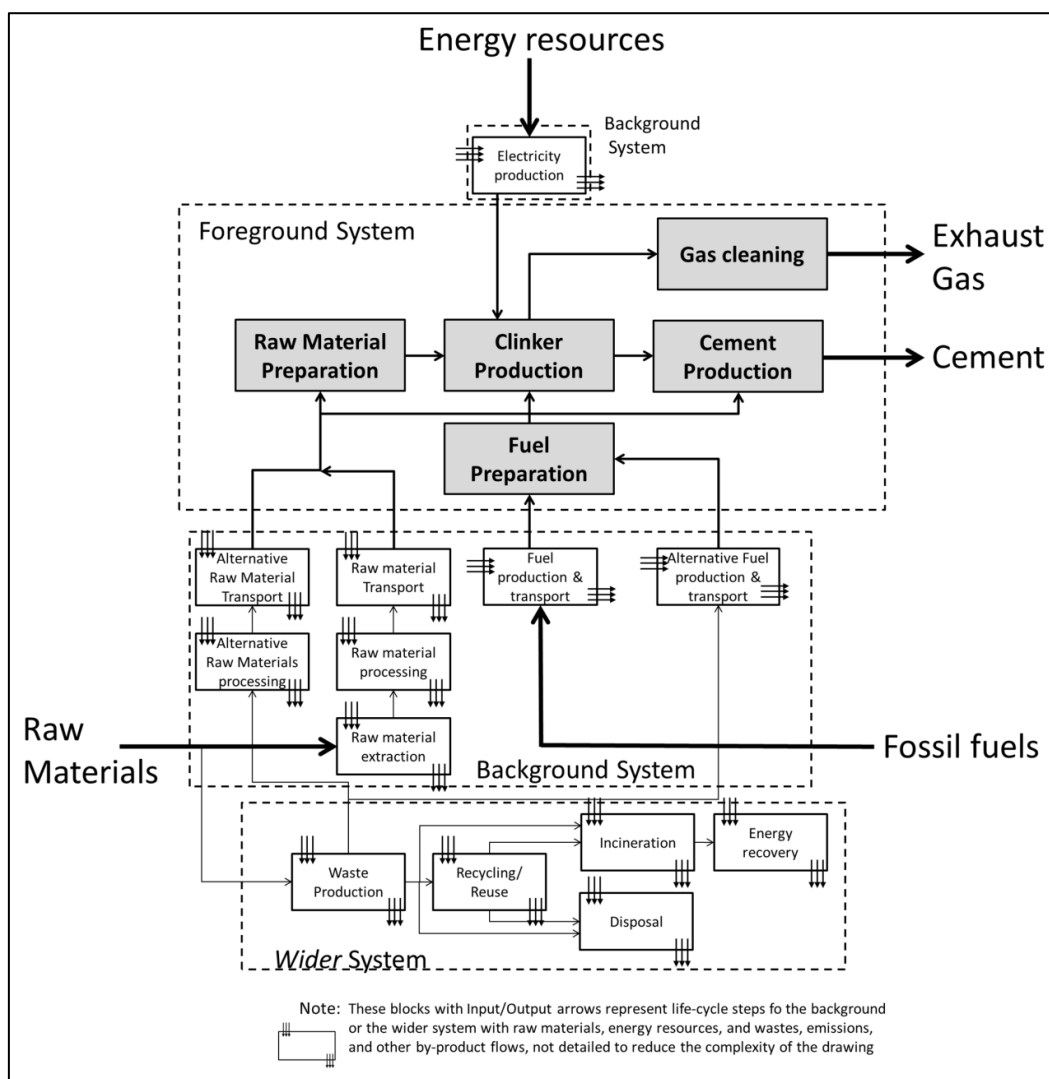 Energy resources
Background
System
Electricity
production
Foreground System
Gas cleaning
Exhaust
Gas
Raw Material
Preparation
Clinker
Production
Cement
Production
Cement
Fuel
Preparation
Alternative
Raw Material
Transport
Raw material
Transport
Fuel
production &
transport
Alternative Fuel
production &
transport
Alternative
Raw Materials
processing
Raw material
processing
Raw
Materials
Raw material
extraction
Background System
Fossil fuels
Waste
Production
Recycling/
Reuse
Incineration
Energy
recovery
Disposal
Wider System
Note: These blocks with Input/Output arrows represent life-cycle steps fo the background
or the wider system with raw materials, energy resources, and wastes, emissions,
and other by-product flows, not detailed to reduce the complexity of the drawing